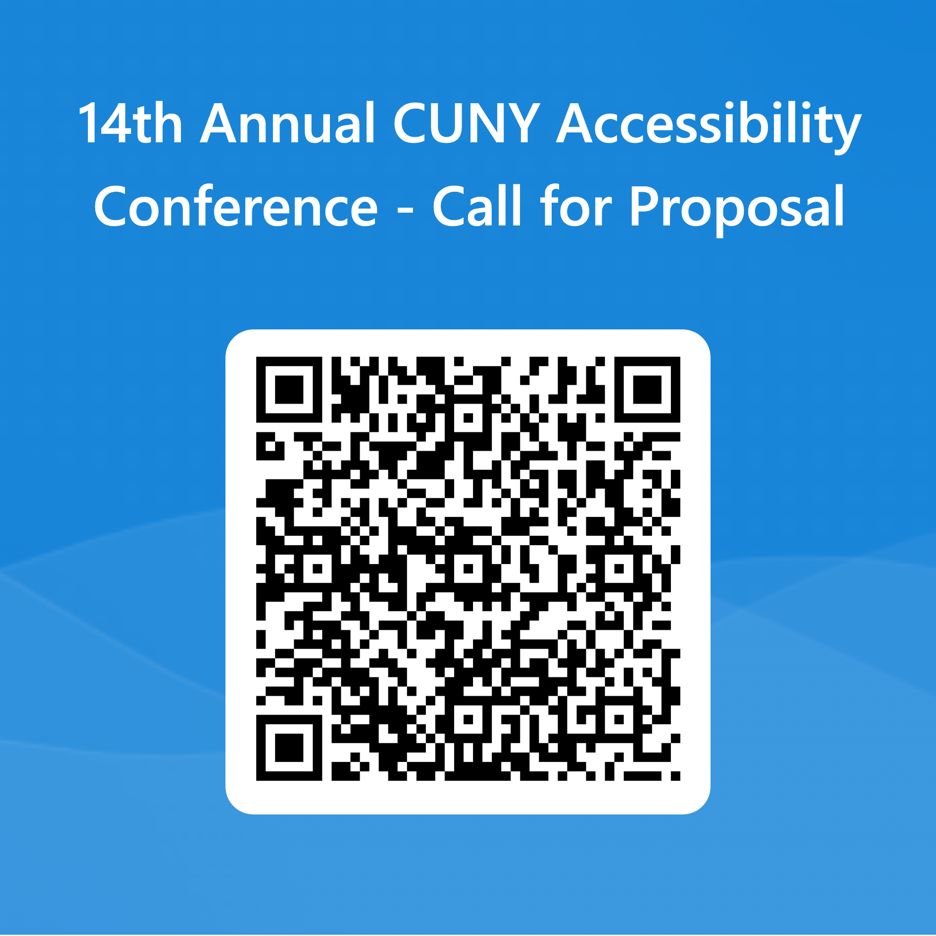 14th Annual CUNY Accessibility
Conference - Call for Proposal